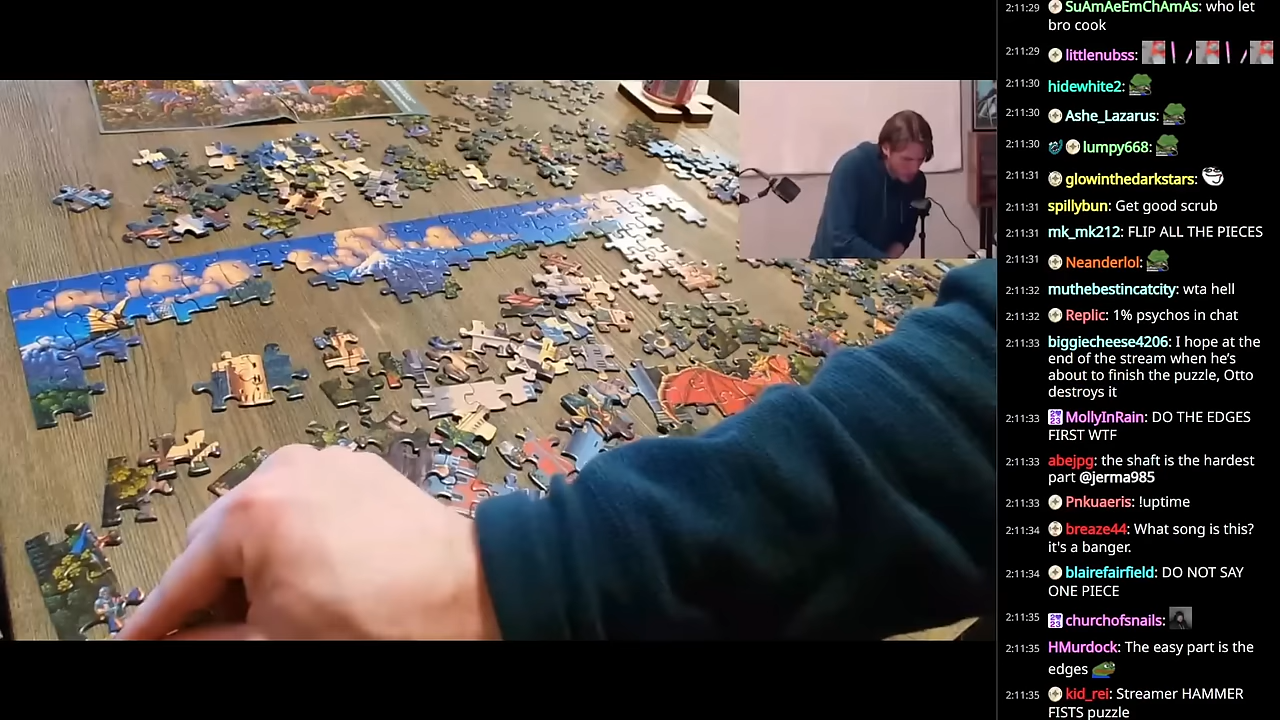 2:11:29 SuAmAeEmChAmAs: who let
bro cook
2:11:29 littlenubss:
2:11:30 hidewhite2:
2:11:30 Ashe_Lazarus:
2:11:30 lumpy668:
2:11:31 glowinthedarkstars:
2:11:31 spillybun: Get good scrub
2:11:31 mk_mk212: FLIP ALL THE PIECES
2:11:31 Neanderlol:
2:11:32 muthebestincatcity: wta hell
2:11:32 Replic: 1% psychos in chat
2:11:33 biggiecheese4206: I hope at the
end of the stream when he’s
about to finish the puzzle, Otto
destroys it
2:11:33 MollyInRain: DO THE EDGES
FIRST WTF
2:11:33 abejpg: the shaft is the hardest
part @jerma985
2:11:33 Pnkuaeris: !uptime
2:11:34 breaze44: What song is this?
it's a banger.
2:11:34 blairefairfield: DO NOT SAY
ONE PIECE
2:11:35 churchofsnails:
2:11:35 HMurdock: The easy part is the
edges
2:11:35 kid_rei: Streamer HAMMER
FISTS puzzle